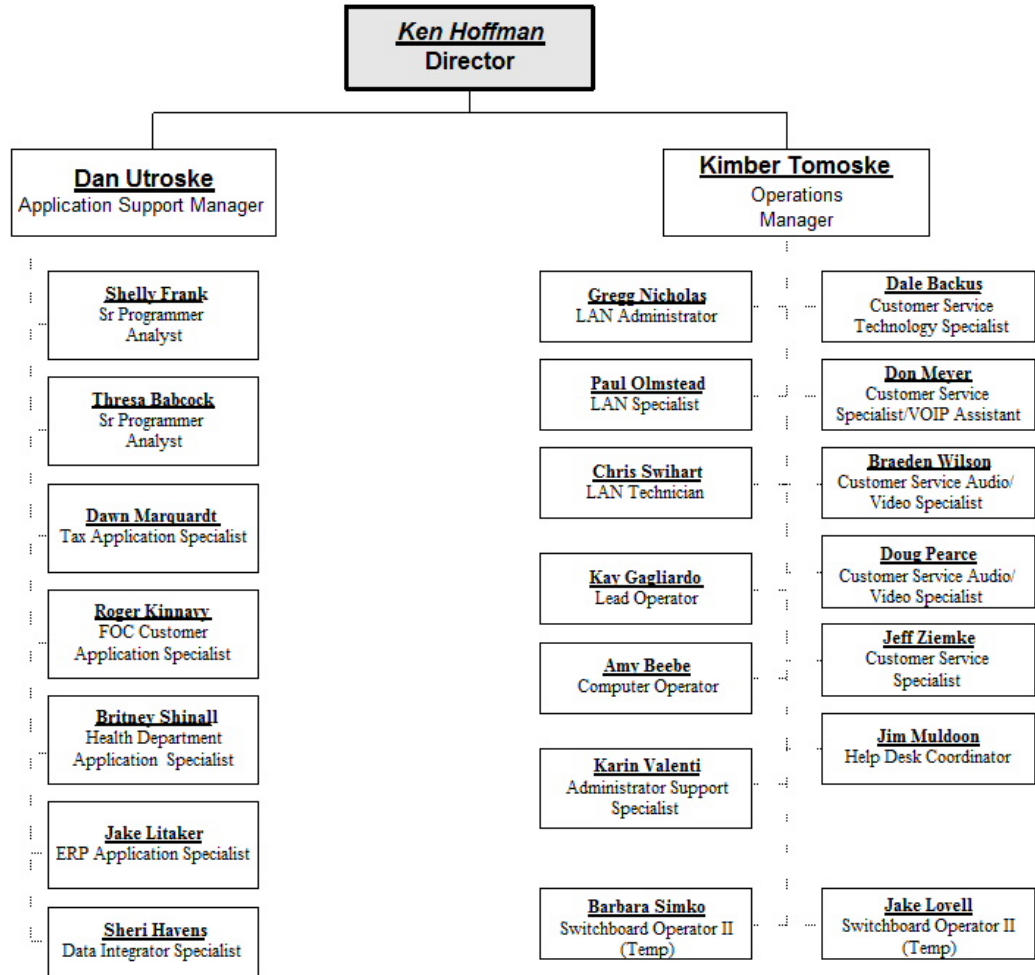 Ken Hoffman
Director
Dan Utroske
Application Support Manager
Kimber Tomoske
Operations
Manager
Shelly Frank
Sr Programmer
Analyst
Thresa Babcock
Sr Programmer
Analyst
Dawn Marquardt
Tax Application Specialist
Roger Kinnavy
FOC Customer
Application Specialist
Britney Shinall
Health Department
Application Specialist
Jake Litaker
ERP Application Specialist
Sheri Havens
Data Integrator Specialist
Gregg Nicholas
LAN Administrator
Paul Olmstead
LAN Specialist
Chris Swihart
LAN Technician
Kay Gagliardo
Lead Operator
Amy Beebe
Computer Operator
Karin Valenti
Administrator Support
Specialist
Barbara Simko
Switchboard Operator II
(Temp)
Dale Backus
Customer Service
Technology Specialist
Don Meyer
Customer Service
Specialist/VOIP Assistant
Braeden Wilson
Customer Service Audio/
Video Specialist
Doug Pearce
Customer Service Audio/
Video Specialist
Jeff Ziemke
Customer Service
Specialist
Jim Muldoon
Help Desk Coordinator
Jake Lovell
Switchboard Operator II
(Temp)